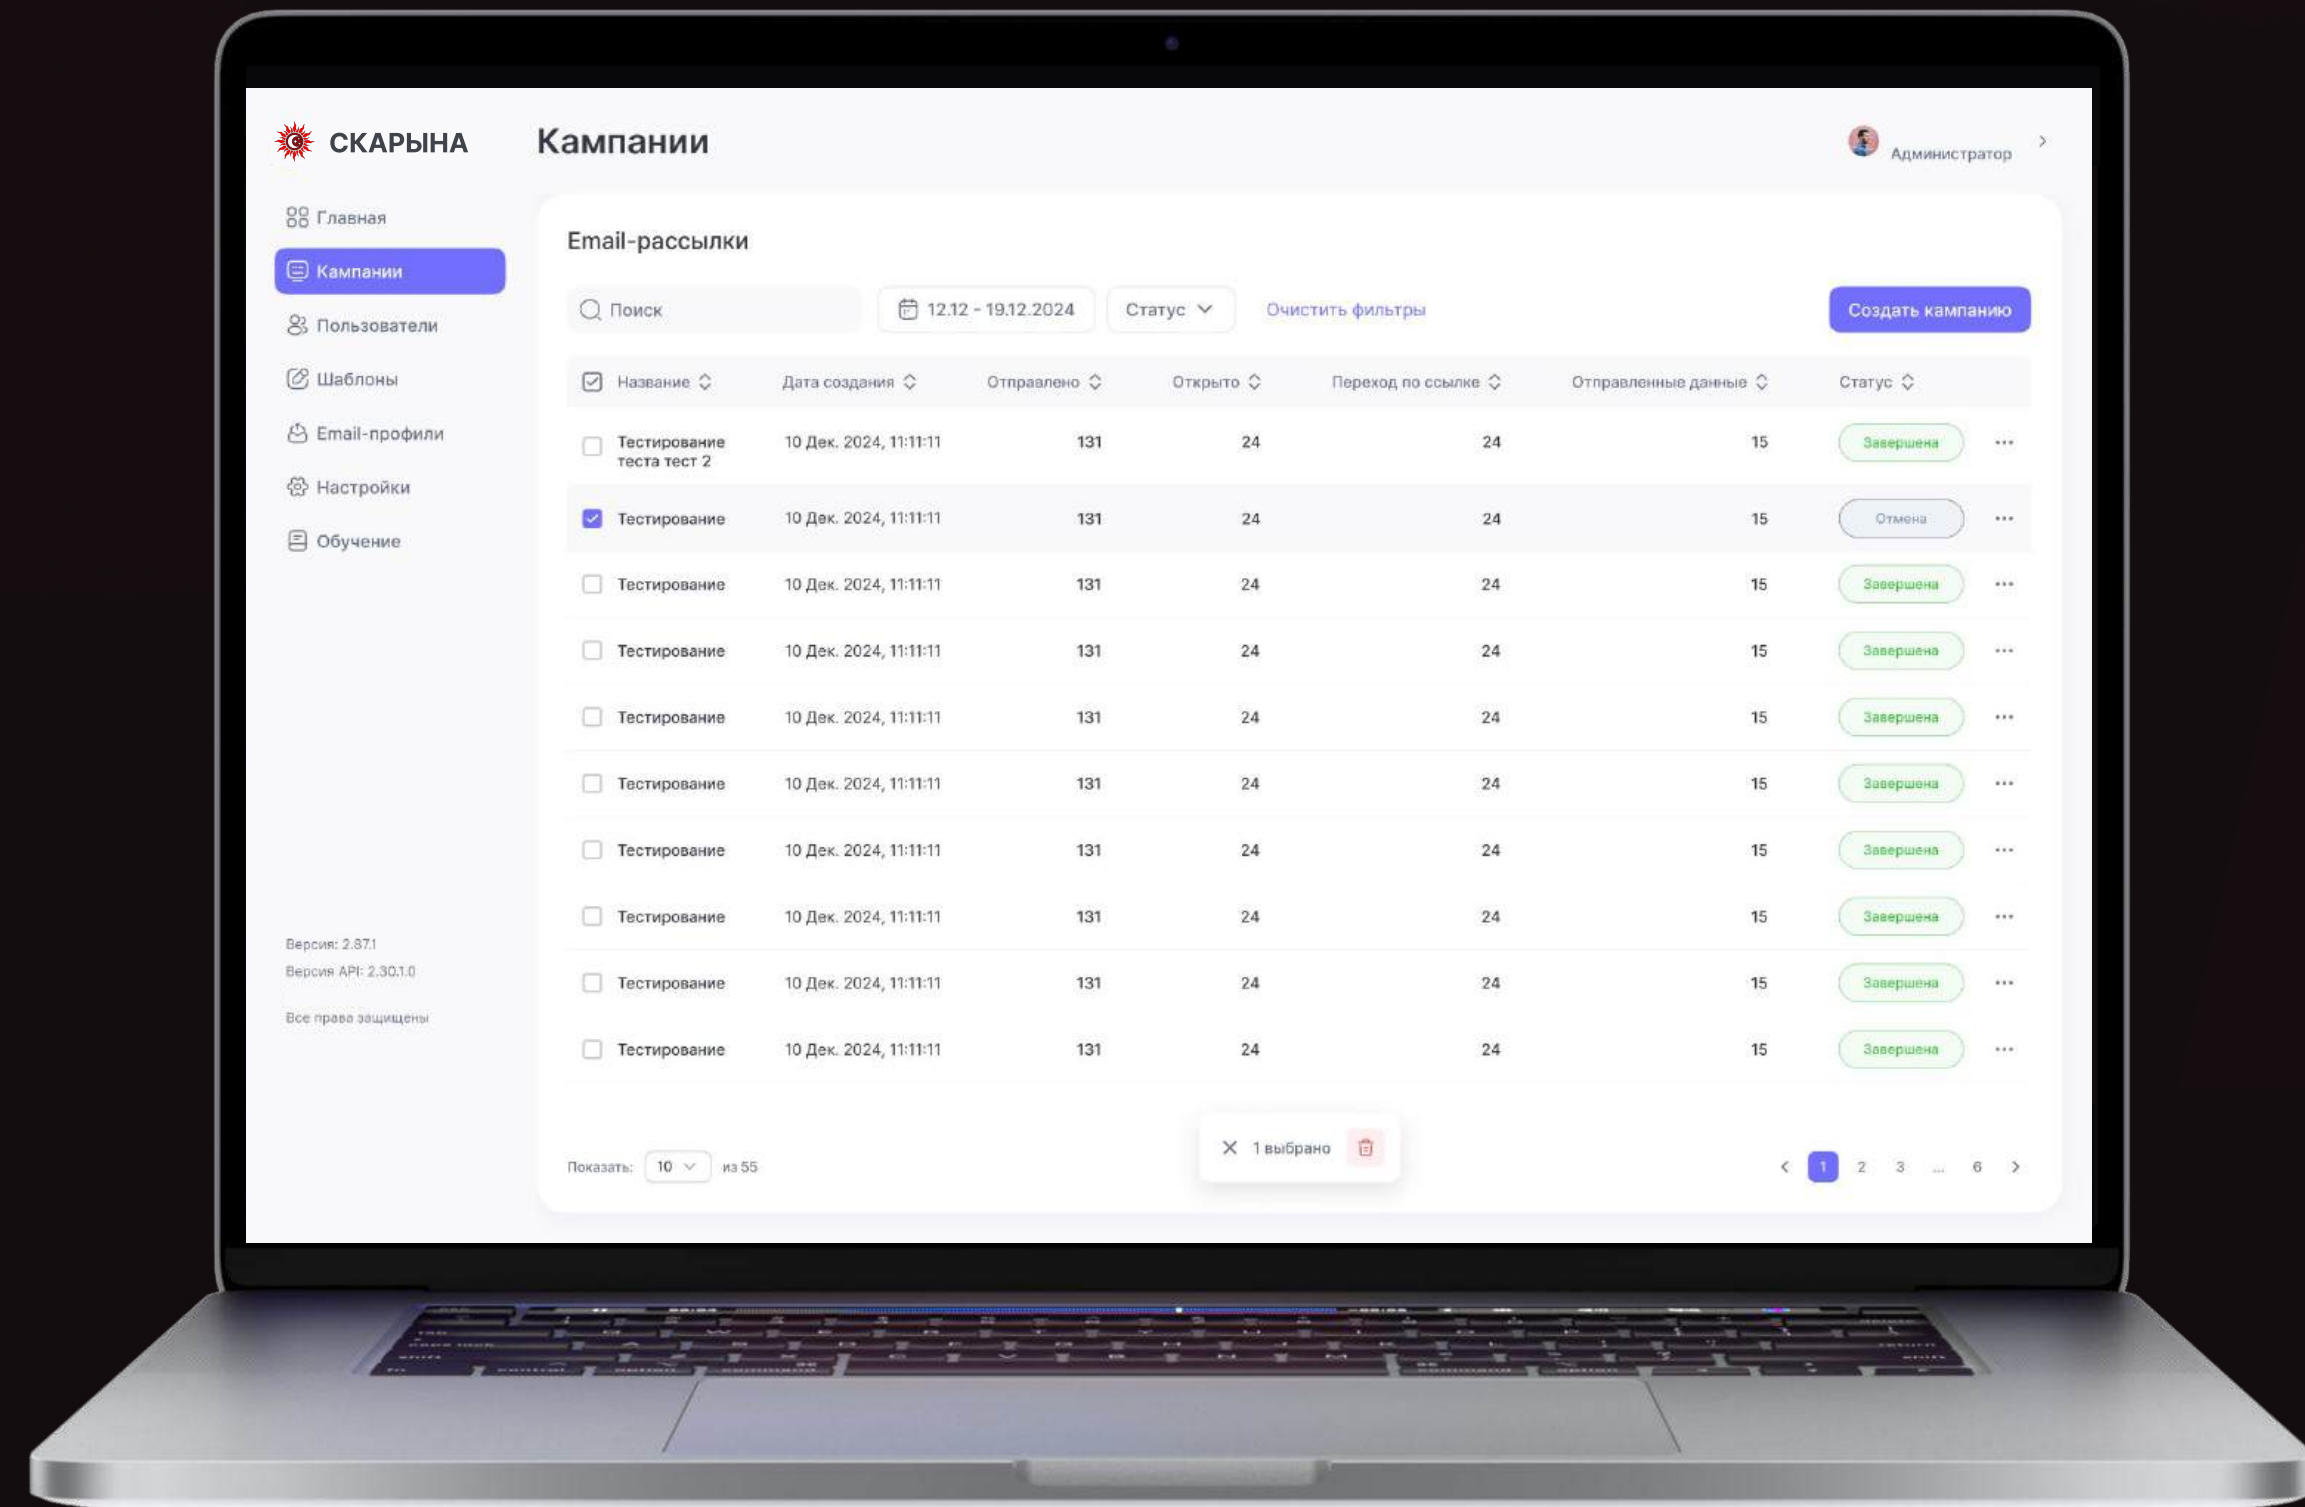 СКАРЫНА
Кампании
Администратор
Главная
Кампании
Пользователи
Шаблоны
Email-профили
Настройки
Обучение
Версия: 2.87.1
Версия API: 2.30.1.0
Все права защищены
Email-рассылки
Поиск
12.12 - 19.12.2024
Статус
Очистить фильтры
Создать кампанию
Название Дата создания Отправлено Открыто Переход по ссылке Отправленные данные Статус
Тестирование теста тест 2 10 Дек. 2024, 11:11:11 131 24 24 15 Завершена
Тестирование 10 Дек. 2024, 11:11:11 131 24 24 15 Отмена
Тестирование 10 Дек. 2024, 11:11:11 131 24 24 15 Завершена
Тестирование 10 Дек. 2024, 11:11:11 131 24 24 15 Завершена
Тестирование 10 Дек. 2024, 11:11:11 131 24 24 15 Завершена
Тестирование 10 Дек. 2024, 11:11:11 131 24 24 15 Завершена
Тестирование 10 Дек. 2024, 11:11:11 131 24 24 15 Завершена
Тестирование 10 Дек. 2024, 11:11:11 131 24 24 15 Завершена
Тестирование 10 Дек. 2024, 11:11:11 131 24 24 15 Завершена
Тестирование 10 Дек. 2024, 11:11:11 131 24 24 15 Завершена
1 выбрано
Показать: 10 из 55
1 2 3 ... 6